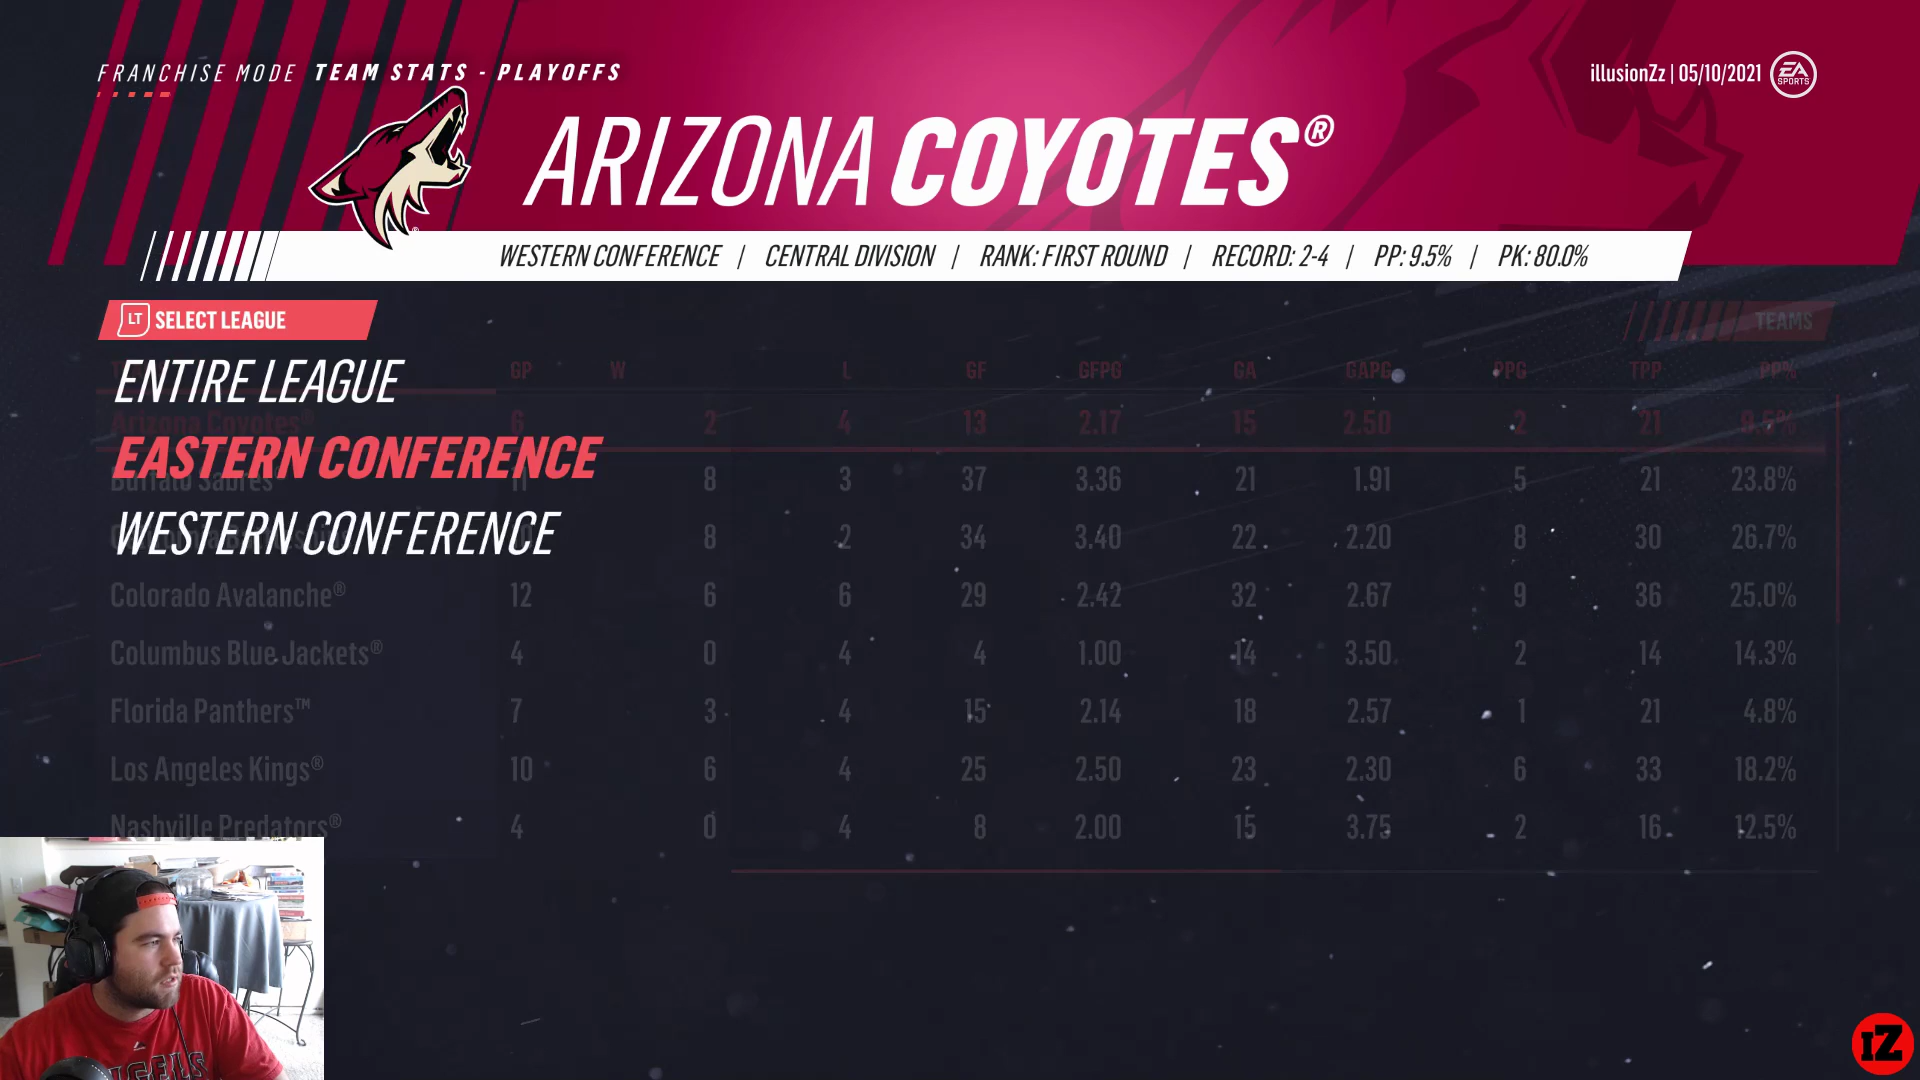 FRANCHISE MODE TEAM STATS - PLAYOFFS
illusionZz | 05/10/2021
EA SPORTS
ARIZONA COYOTES®
WESTERN CONFERENCE | CENTRAL DIVISION | RANK: FIRST ROUND | RECORD: 2-4 | PP: 9.5% | PK: 80.0%
LT SELECT LEAGUE
TEAMS
ENTIRE LEAGUE
GP W L GF GFPG GA GAPG PPG TPP PP%
Arizona Coyotes® 6 2 4 13 2.17 15 2.50 2 21 9.5%
EASTERN CONFERENCE
Buffalo Sabres® 11 8 3 37 3.36 21 1.91 5 21 23.8%
WESTERN CONFERENCE
8 2 34 3.40 22 2.20 8 30 26.7%
Colorado Avalanche® 12 6 6 29 2.42 32 2.67 9 36 25.0%
Columbus Blue Jackets® 4 0 4 4 1.00 14 3.50 2 14 14.3%
Florida Panthers™ 7 3 4 15 2.14 18 2.57 1 21 4.8%
Los Angeles Kings® 10 6 4 25 2.50 23 2.30 6 33 18.2%
Nashville Predators® 4 0 4 8 2.00 15 3.75 2 16 12.5%
IZ